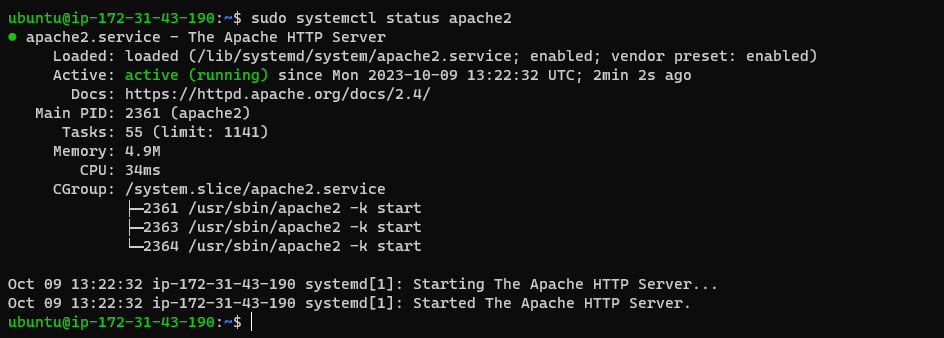 ubuntu@ip-172-31-43-190:~$ sudo systemctl status apache2
● apache2.service - The Apache HTTP Server
     Loaded: loaded (/lib/systemd/system/apache2.service; enabled; vendor preset: enabled)
     Active: active (running) since Mon 2023-10-09 13:22:32 UTC; 2min 2s ago
       Docs: https://httpd.apache.org/docs/2.4/
   Main PID: 2361 (apache2)
      Tasks: 55 (limit: 1141)
     Memory: 4.9M
        CPU: 34ms
     CGroup: /system.slice/apache2.service
             ├─2361 /usr/sbin/apache2 -k start
             ├─2363 /usr/sbin/apache2 -k start
             └─2364 /usr/sbin/apache2 -k start

Oct 09 13:22:32 ip-172-31-43-190 systemd[1]: Starting The Apache HTTP Server...
Oct 09 13:22:32 ip-172-31-43-190 systemd[1]: Started The Apache HTTP Server.
ubuntu@ip-172-31-43-190:~$